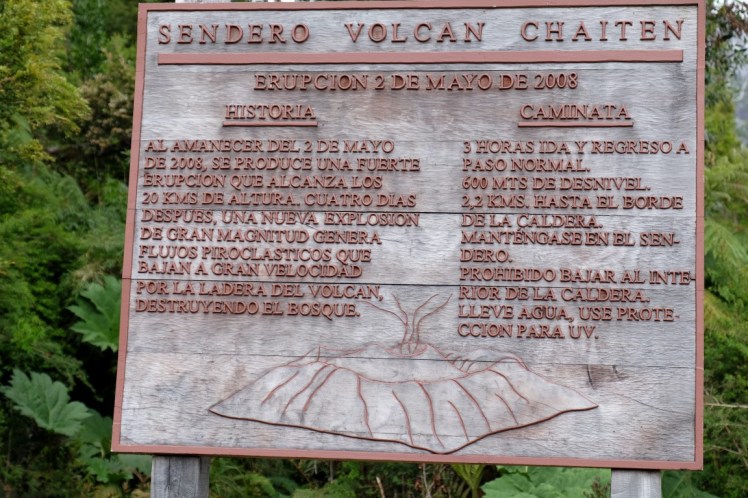 SENDERO VOLCAN CHAITEN
ERUPCION 2 DE MAYO DE 2008
HISTORIA
AL AMANECER DEL 2 DE MAYO
DE 2008, SE PRODUCE UNA FUERTE
ERUPCION QUE ALCANZA LOS
20 KMS DE ALTURA. CUATRO DÍAS
DESPUES, UNA NUEVA EXPLOSION
DE GRAN MAGNITUD GENERA
FLUJOS PIROCLASTICOS QUE
BAJAN A GRAN VELOCIDAD
POR LA LADERA DEL VOLCAN,
DESTRUYENDO EL BOSQUE.
CAMINATA
3 HORAS IDA Y REGRESO A
PASO NORMAL.
600 MTS DE DESNIVEL.
2,2 KMS. HASTA EL BORDE
DE LA CALDERA.
MANTÉNGASE EN EL SEN-
DERO.
PROHIBIDO BAJAR AL INTE-
RIOR DE LA CALDERA.
LLEVE AGUA, USE PROTE-
CCION PARA UV.